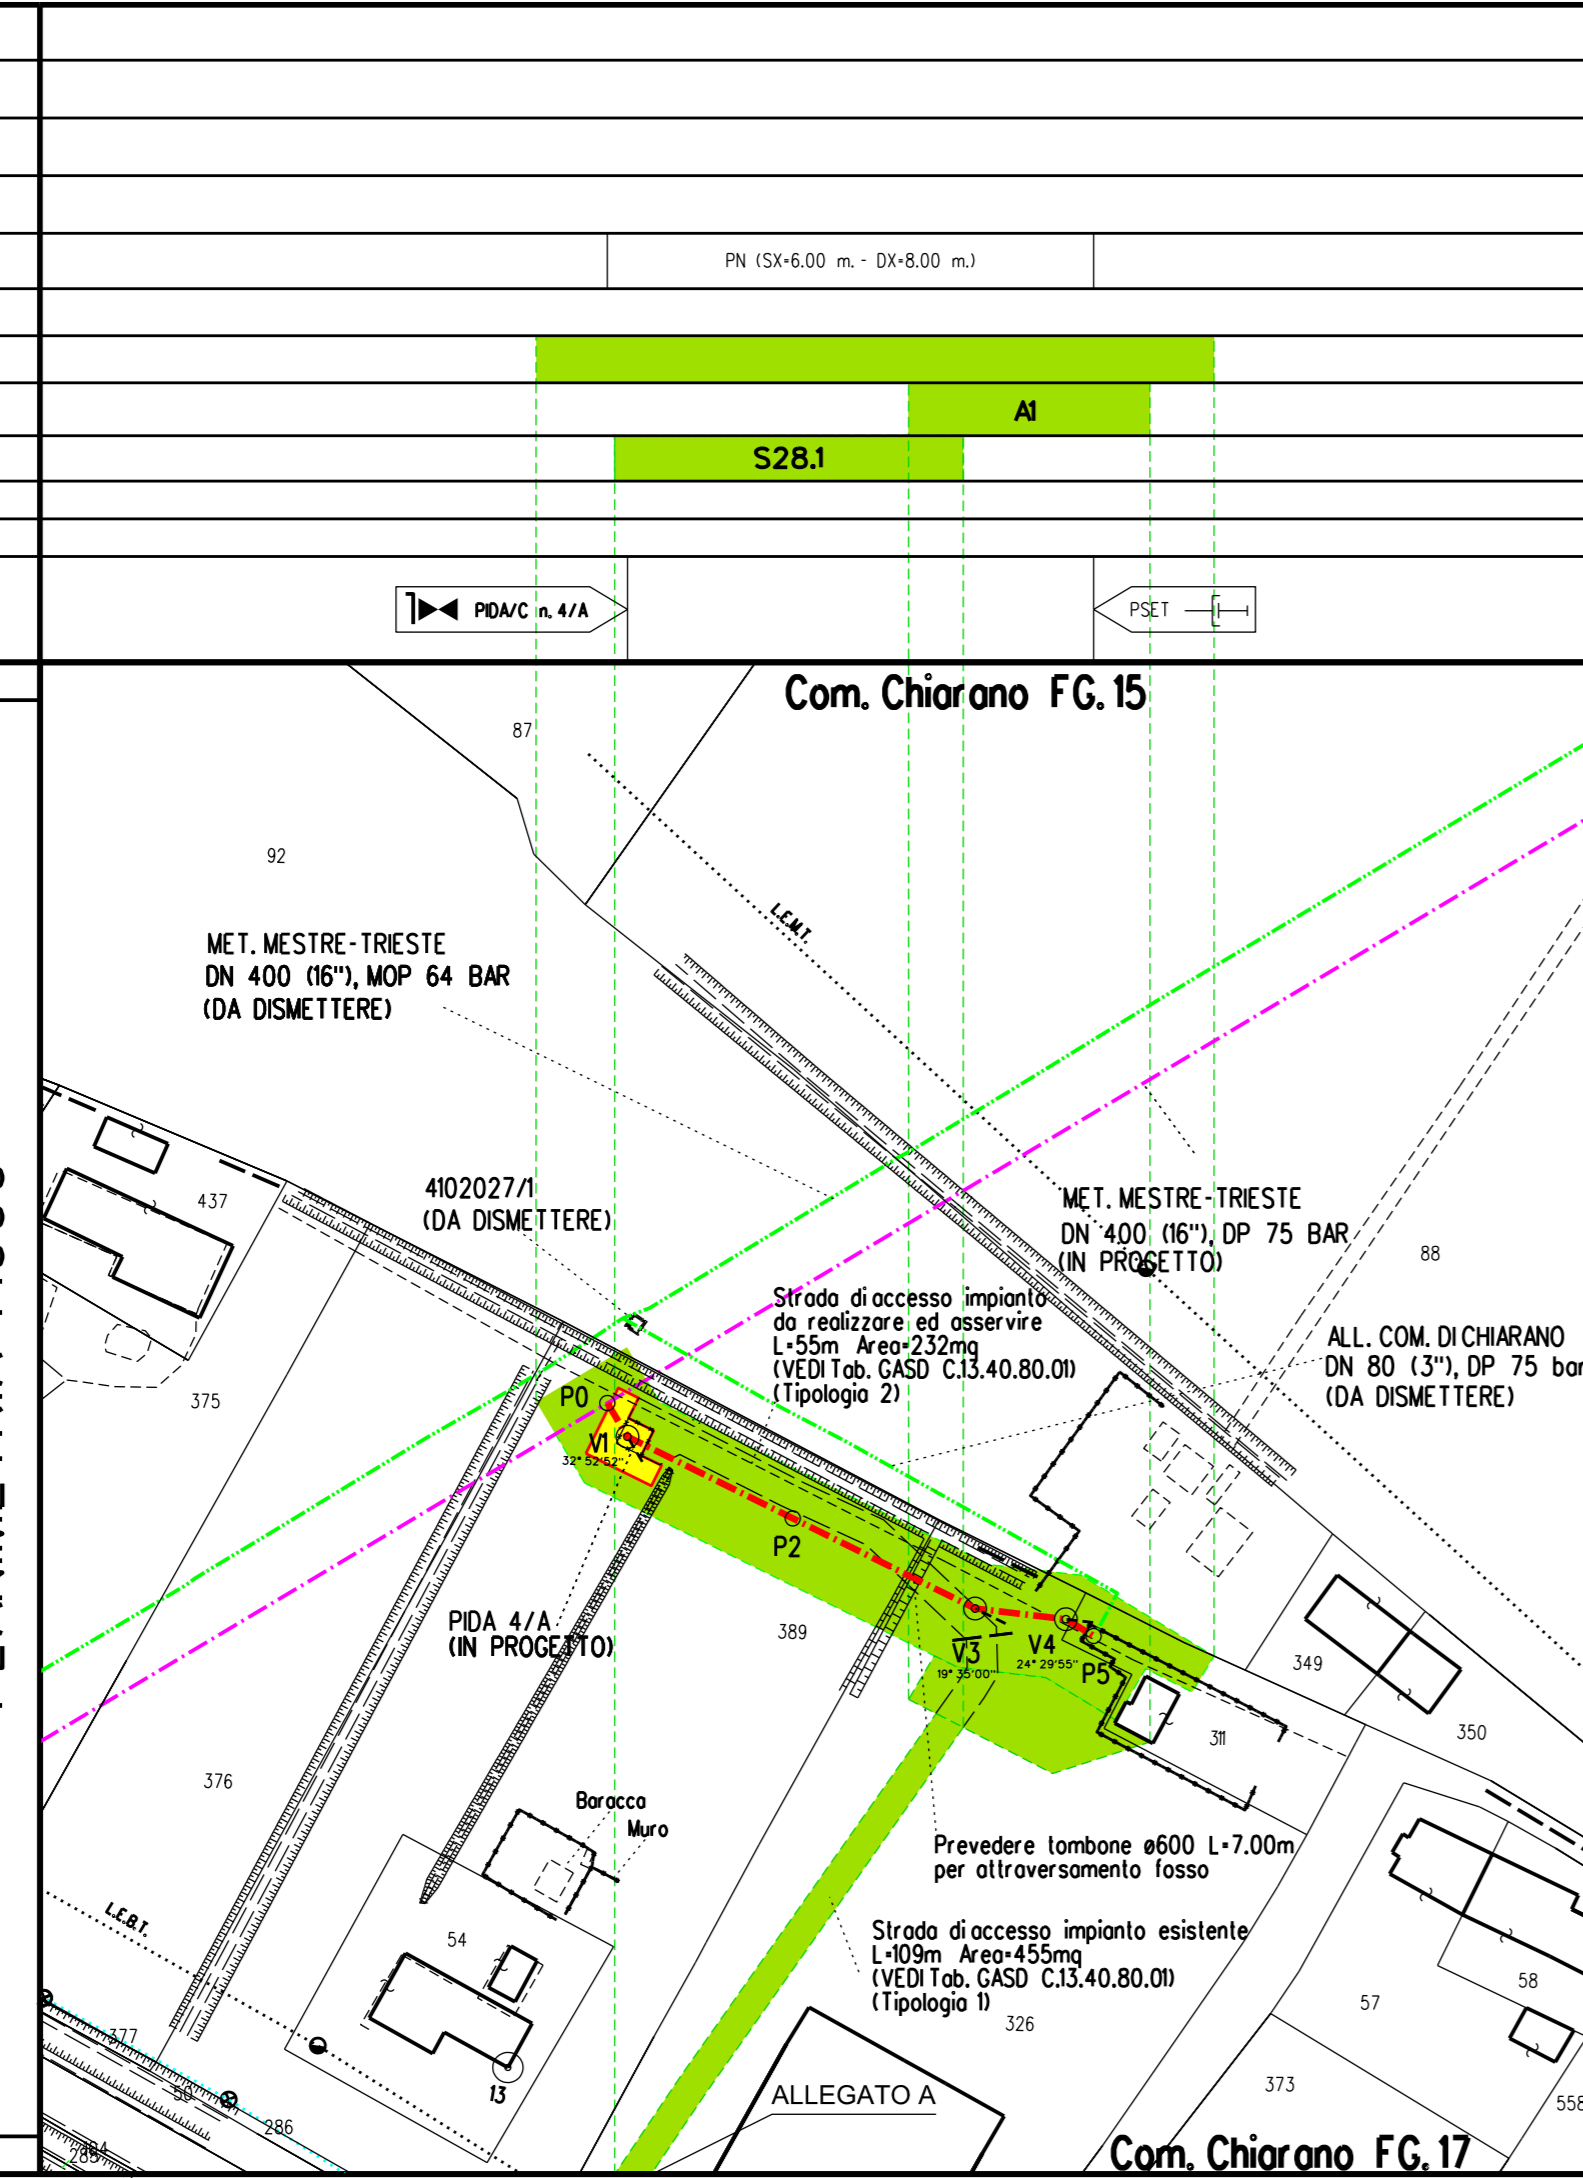 PN (SX=6.00 m. - DX=8.00 m.)
A1
S28.1
PIDA/C n. 4/A
PSET
Com. Chiarano FG. 15
87
92
L.E.M.T.
MET. MESTRE-TRIESTE
DN 400 (16"), MOP 64 BAR
(DA DISMETTERE)
437
4102027/1
(DA DISMETTERE)
MET. MESTRE-TRIESTE
DN 400 (16"), DP 75 BAR
(IN PROGETTO)
88
Strada di accesso impianto
da realizzare ed asservire
L=55m Area=232mq
(VEDI Tab. GASD C.13.40.80.01)
(Tipologia 2)
ALL. COM. DI CHIARANO
DN 80 (3"), DP 75 bar
(DA DISMETTERE)
375
P0
V1
32° 52'52"
P2
PIDA 4/A
(IN PROGETTO)
389
V3
19° 35'00"
V4
24° 29'55"
P5
349
311
350
376
Baracca
Muro
Prevedere tombone ø600 L=7.00m
per attraversamento fosso
L.E.B.T.
54
Strada di accesso impianto esistente
L=109m Area=455mq
(VEDI Tab. GASD C.13.40.80.01)
(Tipologia 1)
326
58
57
377
13
50
286
373
ALLEGATO A
558
Com. Chiarano FG. 17